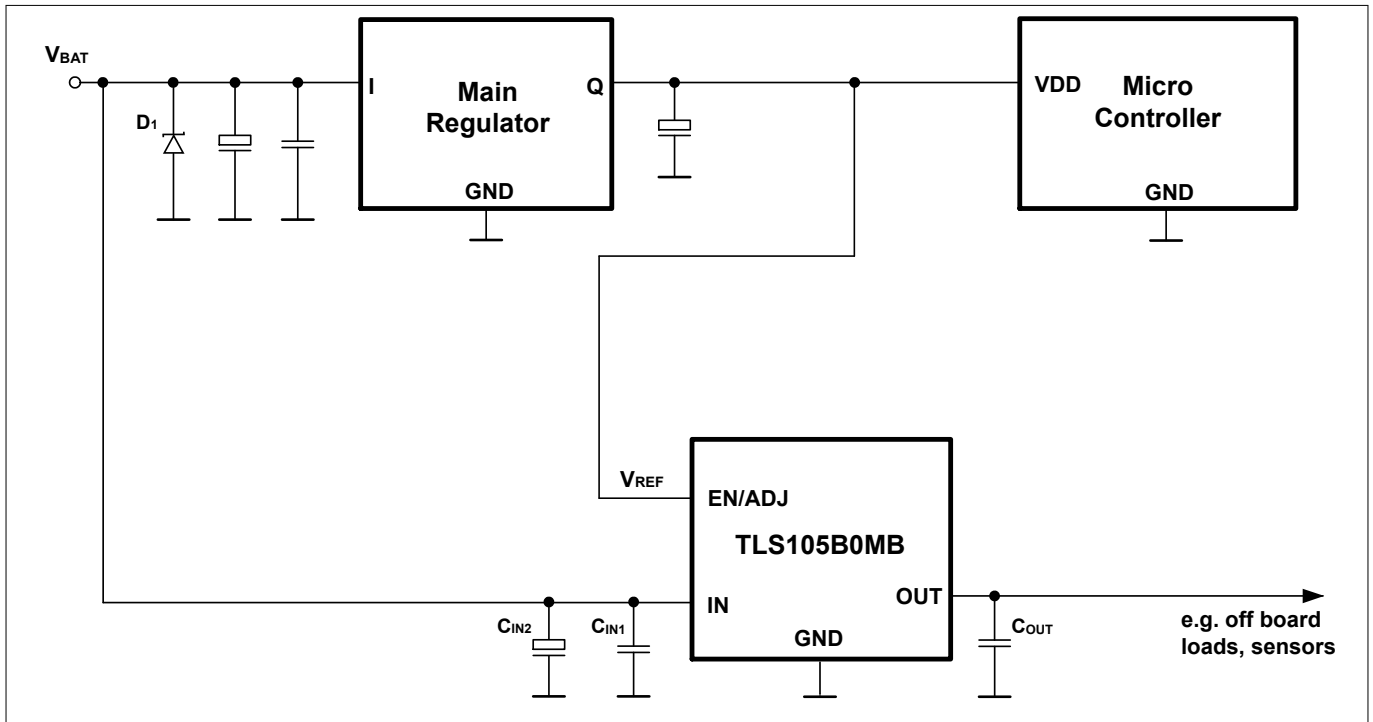 VBAT
D1
I
Main
Regulator
Q
GND
VDD
Micro
Controller
GND
VREF
EN/ADJ
TLS105B0MB
IN
OUT
GND
CIN2
CIN1
COUT
e.g. off board
loads, sensors